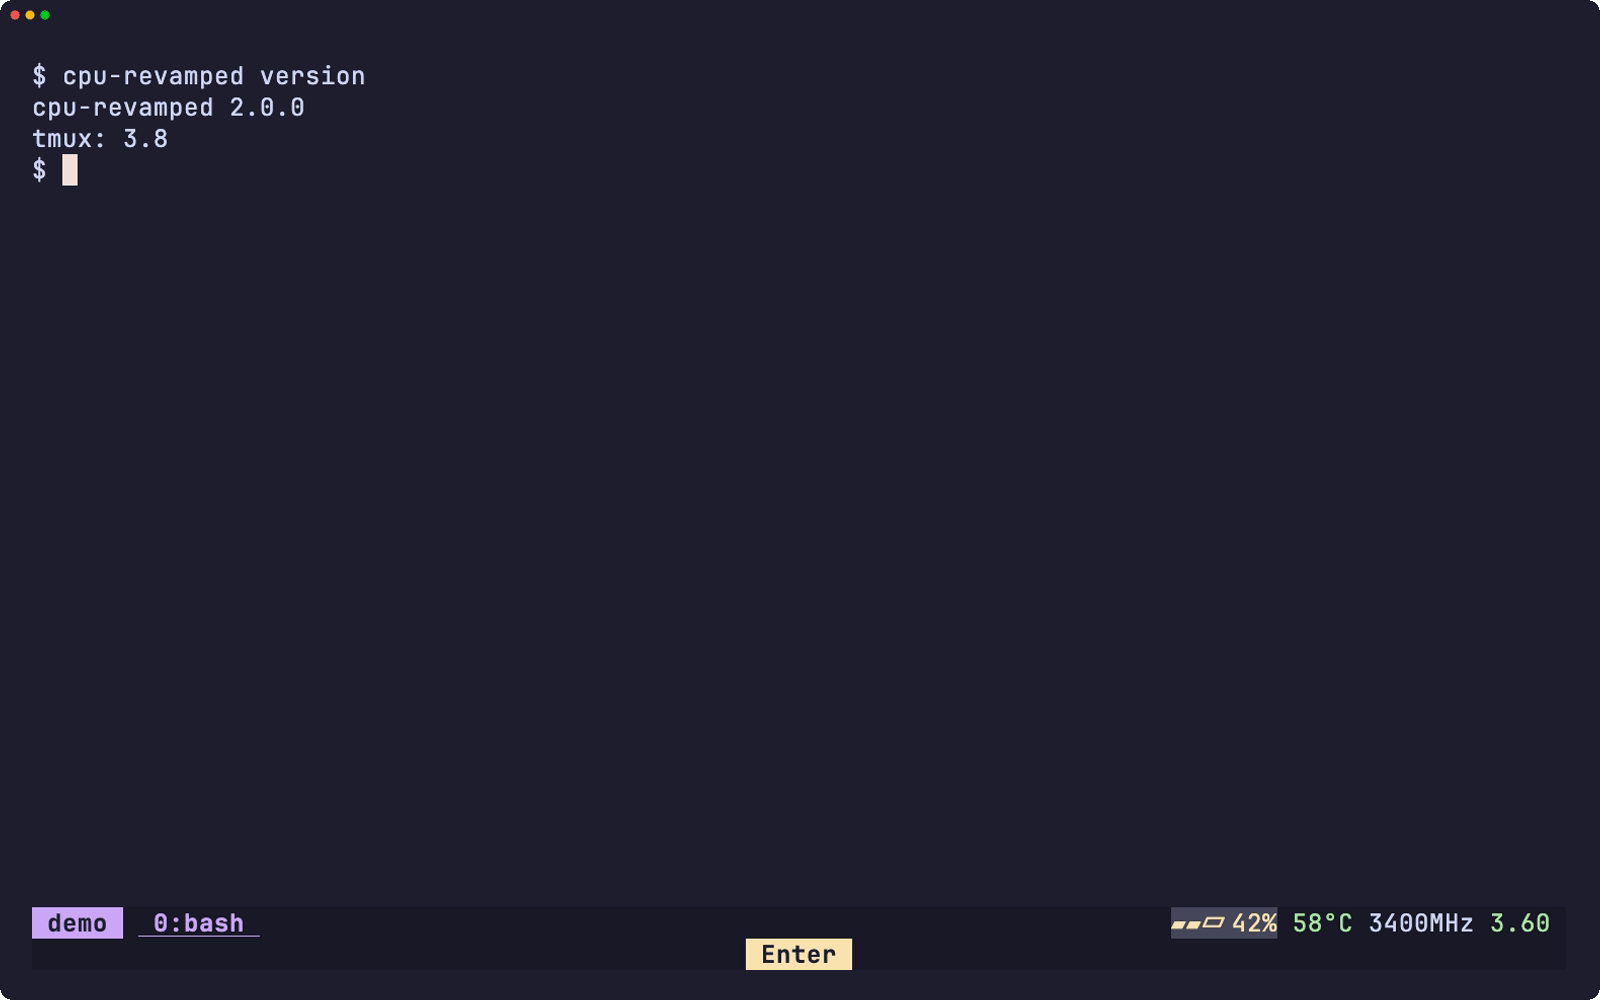 $ cpu-revamped version
cpu-revamped 2.0.0
tmux: 3.8
$
demo 0:bash ▰▰▱ 42% 58°C 3400MHz 3.60
Enter